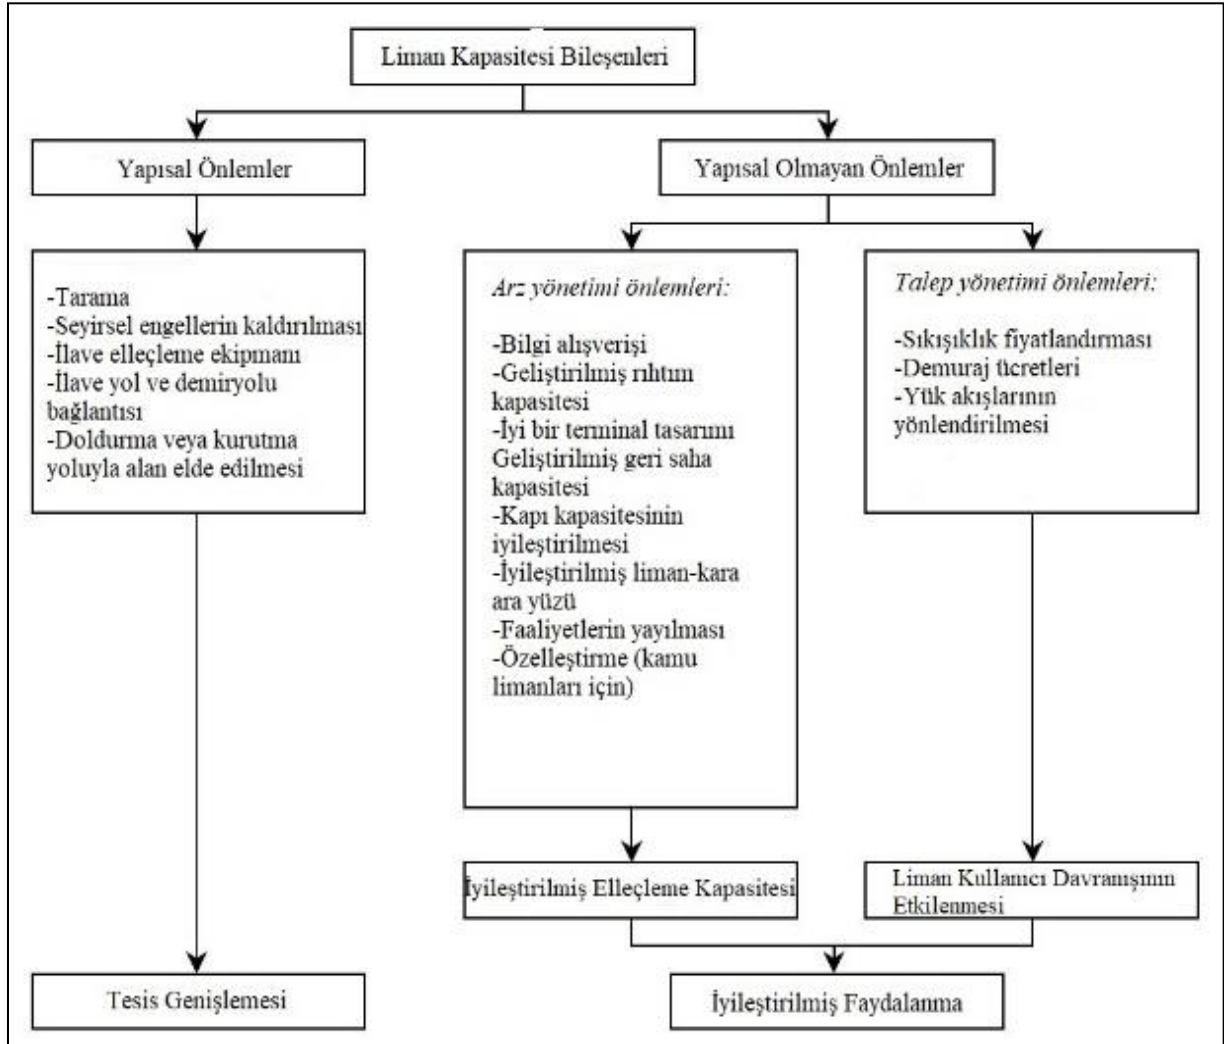 Liman Kapasitesi Bileşenleri
Yapısal Önlemler
Yapısal Olmayan Önlemler
-Tarama
-Seyirsel engellerin kaldırılması
-İlave elleçleme ekipmanı
-İlave yol ve demiryolu
bağlantısı
-Doldurma veya kurutma
yoluyla alan elde edilmesi
Arz yönetimi önlemleri:
-Bilgi alışverişi
-Geliştirilmiş rıhtım
kapasitesi
-İyi bir terminal tasarımı
Geliştirilmiş geri saha
kapasitesi
-Kapı kapasitesinin
iyileştirilmesi
-İyileştirilmiş liman-kara
ara yüzü
-Faaliyetlerin yayılması
-Özelleştirme (kamu
limanları için)
Talep yönetimi önlemleri:
-Sıkışıklık fiyatlandırması
-Demuraj ücretleri
-Yük akışlarının
yönlendirilmesi
İyileştirilmiş Elleçleme Kapasitesi
Liman Kullanıcı Davranışının
Etkilenmesi
Tesis Genişlemesi
İyileştirilmiş Faydalanma